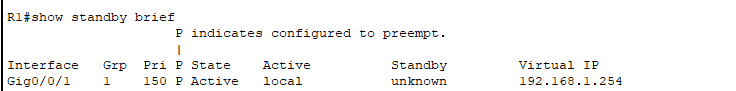 R1#show standby brief
P indicates configured to preempt.
|
Interface Grp Pri P State Active Standby Virtual IP
Gig0/0/1 1 150 P Active local unknown 192.168.1.254